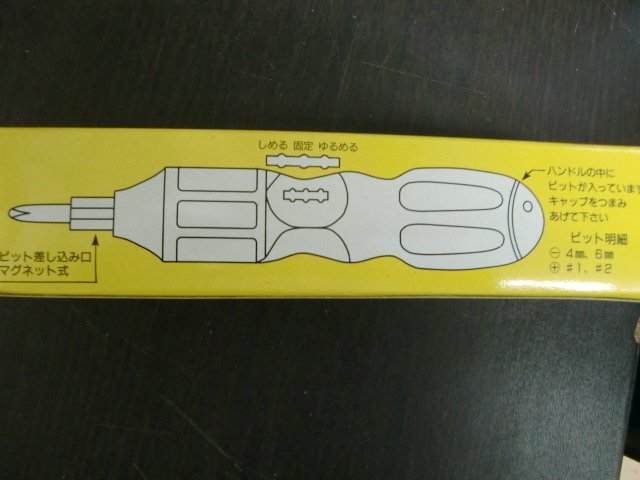 しめる 固定 ゆるめる
ハンドルの中に
ビットが入っています
キャップをつまみ
あげて下さい
ビット差し込み口
マグネット式
ビット明細
⊖ 4㎜、6㎜
⊕ #1、#2